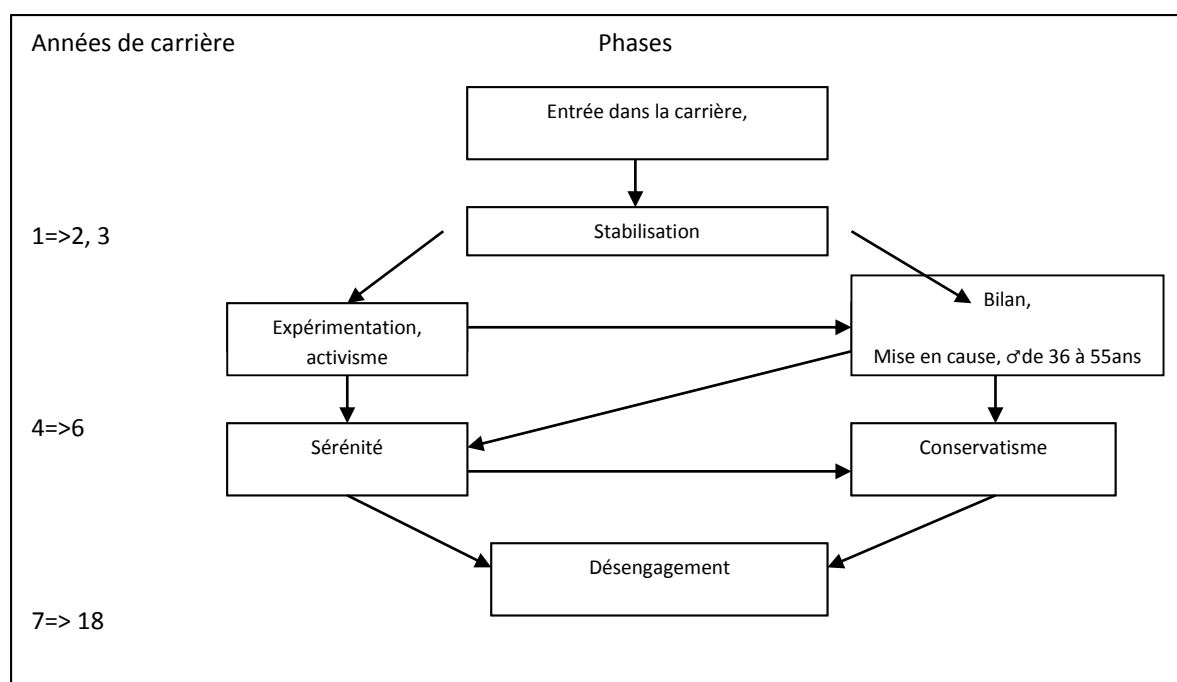 Années de carrière
Phases
Entrée dans la carrière,
1=>2, 3
Stabilisation
Expérimentation,
activisme
Bilan,
Mise en cause, ♂de 36 à 55ans
4=>6
Sérénité
Conservatisme
Désengagement
7=> 18